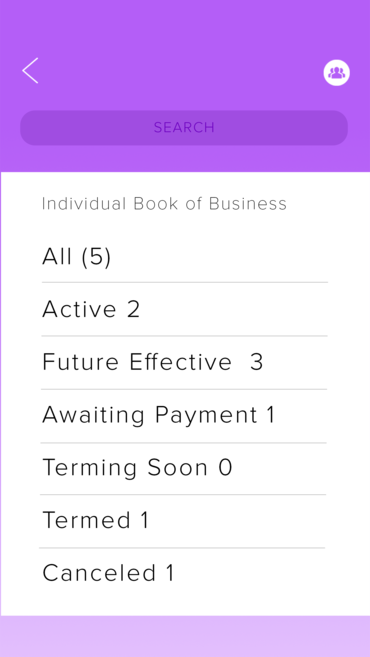 SEARCH
Individual Book of Business
All (5)
Active 2
Future Effective 3
Awaiting Payment 1
Terming Soon 0
Termed 1
Canceled 1